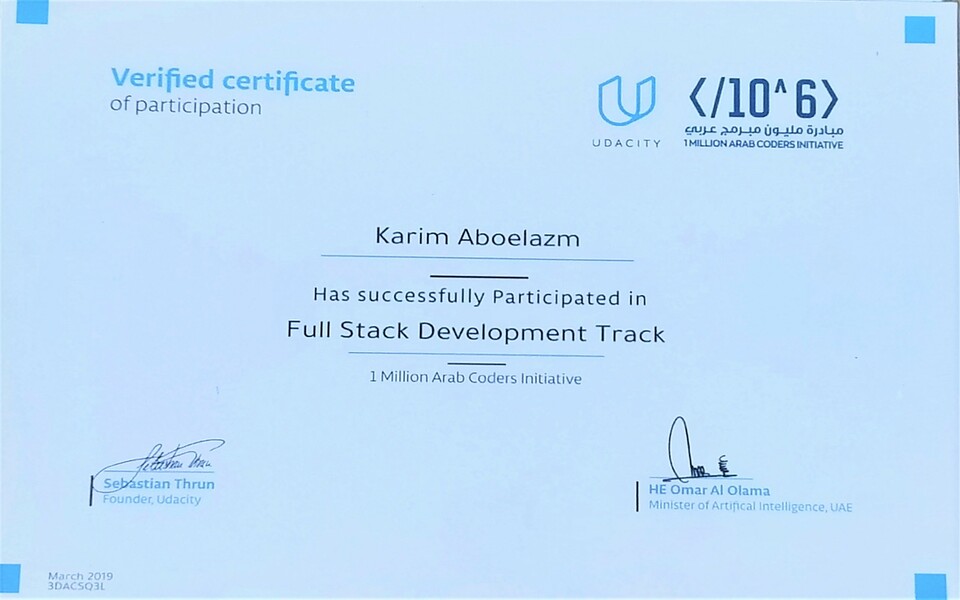 Verified certificate
of participation
UDACITY
</10^6>
مبادرة مليون مبرمج عربي
1 MILLION ARAB CODERS INITIATIVE
Karim Aboelazm
Has successfully Participated in
Full Stack Development Track
1 Million Arab Coders Initiative
Sebastian Thrun
Founder, Udacity
HE Omar Al Olama
Minister of Artifical Intelligence, UAE
March 2019
3DACSQ3L